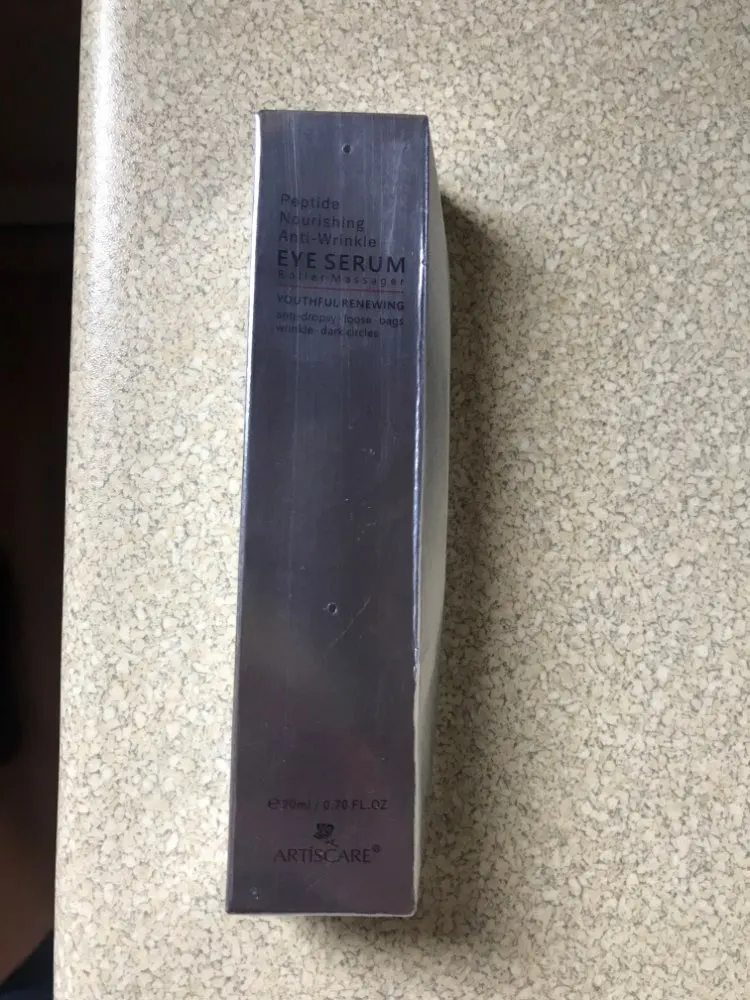 Peptide
Nourishing
Anti-Wrinkle
EYE SERUM
Roller Massager
YOUTHFUL RENEWING
anti-dropsy · loose · bags
wrinkle · dark circles
℮ 20ml / 0.70 FL.OZ
ARTISCARE®